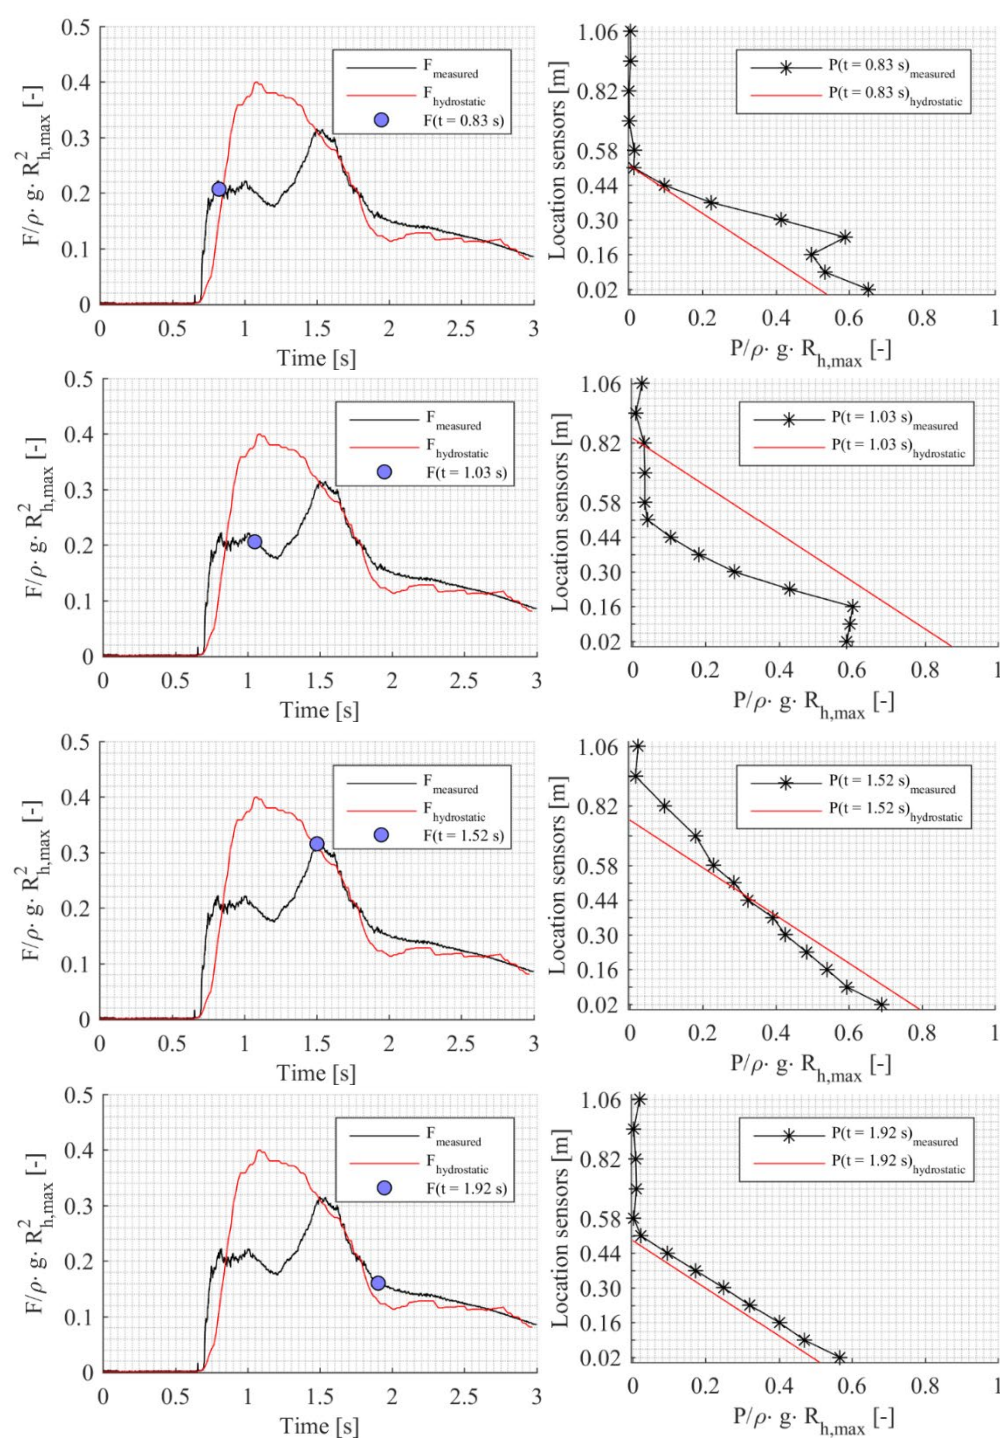 F/ρ· g· R²h,max [-]
0.5
0.4
0.3
0.2
0.1
0
Fmeasured
Fhydrostatic
F(t = 0.83 s)
0 0.5 1 1.5 2 2.5 3
Time [s]
Location sensors [m]
1.06
0.82
0.58
0.44
0.30
0.16
0.02
P(t = 0.83 s)measured
P(t = 0.83 s)hydrostatic
0 0.2 0.4 0.6 0.8 1
P/ρ· g· Rh,max [-]
F/ρ· g· R²h,max [-]
0.5
0.4
0.3
0.2
0.1
0
Fmeasured
Fhydrostatic
F(t = 1.03 s)
0 0.5 1 1.5 2 2.5 3
Time [s]
Location sensors [m]
1.06
0.82
0.58
0.44
0.30
0.16
0.02
P(t = 1.03 s)measured
P(t = 1.03 s)hydrostatic
0 0.2 0.4 0.6 0.8 1
P/ρ· g· Rh,max [-]
F/ρ· g· R²h,max [-]
0.5
0.4
0.3
0.2
0.1
0
Fmeasured
Fhydrostatic
F(t = 1.52 s)
0 0.5 1 1.5 2 2.5 3
Time [s]
Location sensors [m]
1.06
0.82
0.58
0.44
0.30
0.16
0.02
P(t = 1.52 s)measured
P(t = 1.52 s)hydrostatic
0 0.2 0.4 0.6 0.8 1
P/ρ· g· Rh,max [-]
F/ρ· g· R²h,max [-]
0.5
0.4
0.3
0.2
0.1
0
Fmeasured
Fhydrostatic
F(t = 1.92 s)
0 0.5 1 1.5 2 2.5 3
Time [s]
Location sensors [m]
1.06
0.82
0.58
0.44
0.30
0.16
0.02
P(t = 1.92 s)measured
P(t = 1.92 s)hydrostatic
0 0.2 0.4 0.6 0.8 1
P/ρ· g· Rh,max [-]